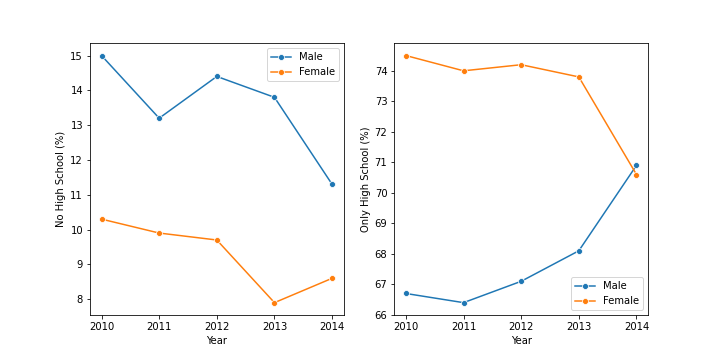 No High School (%)
15
14
13
12
11
10
9
8
Male
Female
2010 2011 2012 2013 2014
Year
Only High School (%)
74
73
72
71
70
69
68
67
66
Male
Female
2010 2011 2012 2013 2014
Year